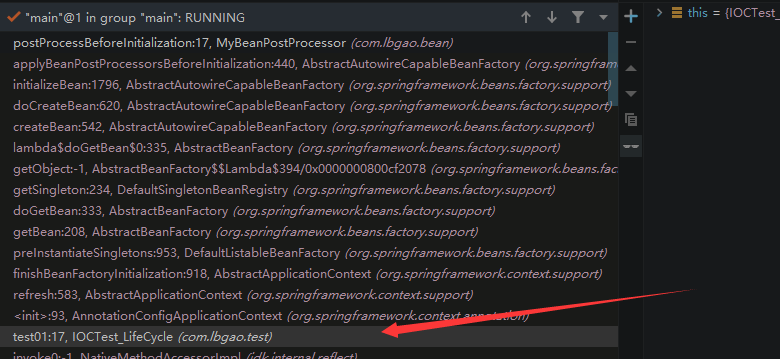 "main"@1 in group "main": RUNNING
this = {IOCTest_
postProcessBeforeInitialization:17, MyBeanPostProcessor (com.lbgao.bean)
applyBeanPostProcessorsBeforeInitialization:440, AbstractAutowireCapableBeanFactory (org.springfram
initializeBean:1796, AbstractAutowireCapableBeanFactory (org.springframework.beans.factory.support)
doCreateBean:620, AbstractAutowireCapableBeanFactory (org.springframework.beans.factory.support)
createBean:542, AbstractAutowireCapableBeanFactory (org.springframework.beans.factory.support)
lambda$doGetBean$0:335, AbstractBeanFactory (org.springframework.beans.factory.support)
getObject:-1, AbstractBeanFactory$$Lambda$394/0x0000000800cf2078 (org.springframework.beans.fac
getSingleton:234, DefaultSingletonBeanRegistry (org.springframework.beans.factory.support)
doGetBean:333, AbstractBeanFactory (org.springframework.beans.factory.support)
getBean:208, AbstractBeanFactory (org.springframework.beans.factory.support)
preInstantiateSingletons:953, DefaultListableBeanFactory (org.springframework.beans.factory.support)
finishBeanFactoryInitialization:918, AbstractApplicationContext (org.springframework.context.support)
refresh:583, AbstractApplicationContext (org.springframework.context.support)
<init>:93, AnnotationConfigApplicationContext (org.springframework.context.annotation)
test01:17, IOCTest_LifeCycle (com.lbgao.test)
invoke0:-1, NativeMethodAccessorImpl (jdk.internal.reflect)